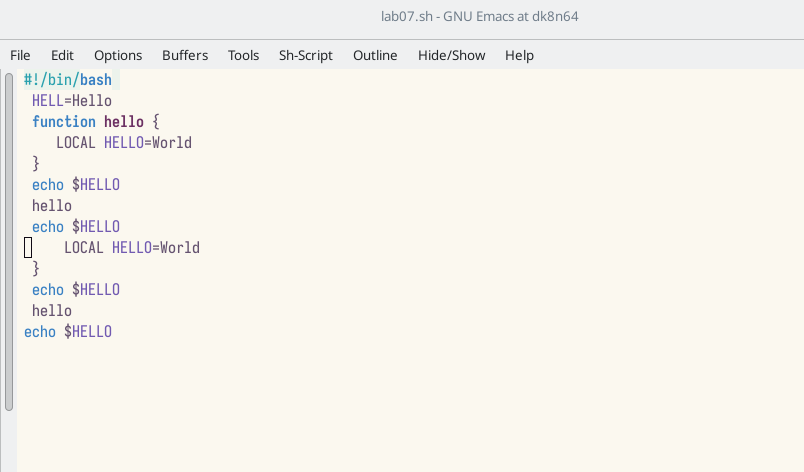 lab07.sh - GNU Emacs at dk8n64
File Edit Options Buffers Tools Sh-Script Outline Hide/Show Help
#!/bin/bash
HELL=Hello
function hello {
LOCAL HELLO=World
}
echo $HELLO
hello
echo $HELLO
LOCAL HELLO=World
}
echo $HELLO
hello
echo $HELLO